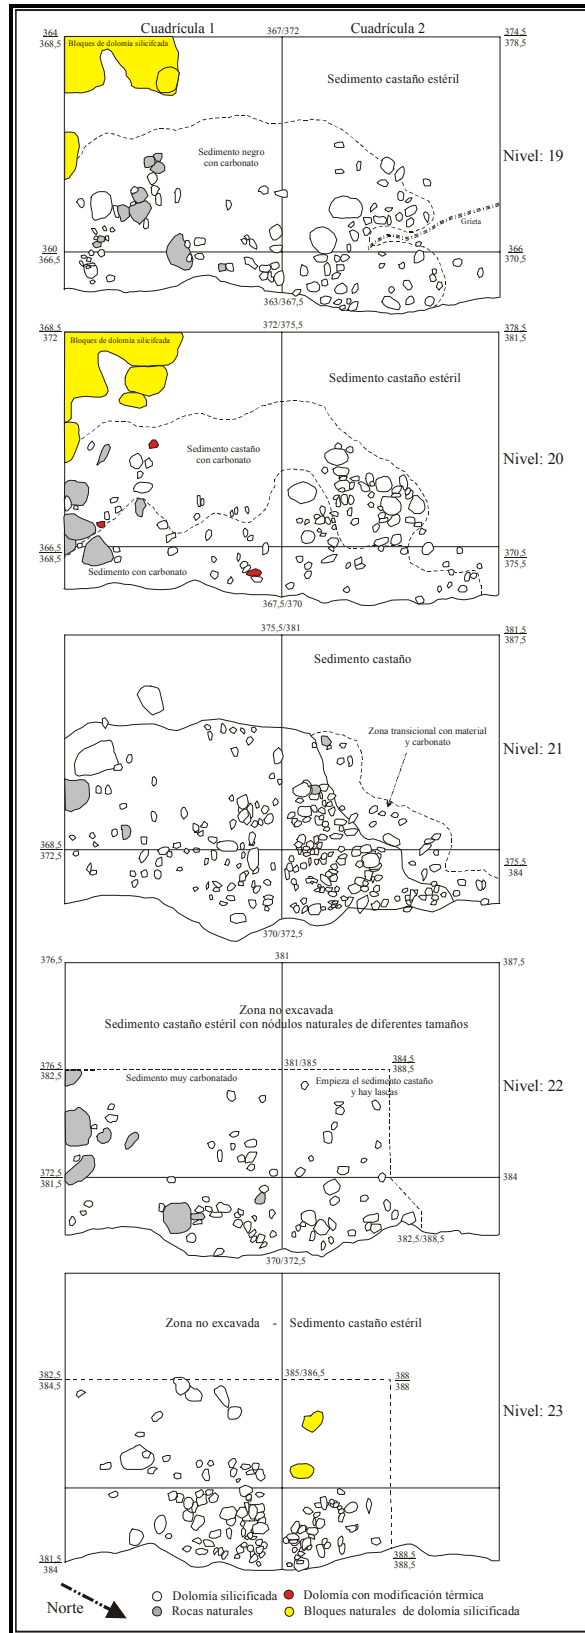 Cuadrícula 1
Cuadrícula 2
364
368,5
367/372
374,5
378,5
Bloques de dolomía silicifcada
Sedimento castaño estéril
Sedimento negro
con carbonato
Nivel: 19
Grieta
360
366,5
366
370,5
363/367,5
368,5
372
372/375,5
378,5
381,5
Bloques de dolomía silicifcada
Sedimento castaño estéril
Sedimento castaño
con carbonato
Nivel: 20
366,5
368,5
370,5
375,5
Sedimento con carbonato
367,5/370
375,5/381
381,5
387,5
Sedimento castaño
Zona transicional con material
y carbonato
Nivel: 21
368,5
372,5
375,5
384
370/372,5
376,5
381
387,5
Zona no excavada
Sedimento castaño estéril con nódulos naturales de diferentes tamaños
376,5
382,5
381/385
384,5
388,5
Sedimento muy carbonatado
Empieza el sedimento castaño
y hay lascas
Nivel: 22
372,5
381,5
384
382,5/388,5
370/372,5
Zona no excavada - Sedimento castaño estéril
382,5
384,5
385/386,5
388
388
Nivel: 23
381,5
384
388,5
388,5
Norte
Dolomía silicificada
Dolomía con modificación térmica
Rocas naturales
Bloques naturales de dolomía silicificada